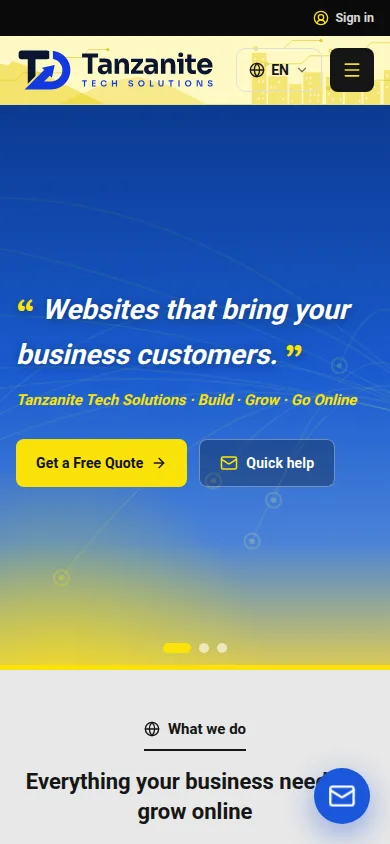 Sign in
Tanzanite
TECH SOLUTIONS
EN
“ Websites that bring your
business customers. ”
Tanzanite Tech Solutions · Build · Grow · Go Online
Get a Free Quote
Quick help
What we do
Everything your business
grow online